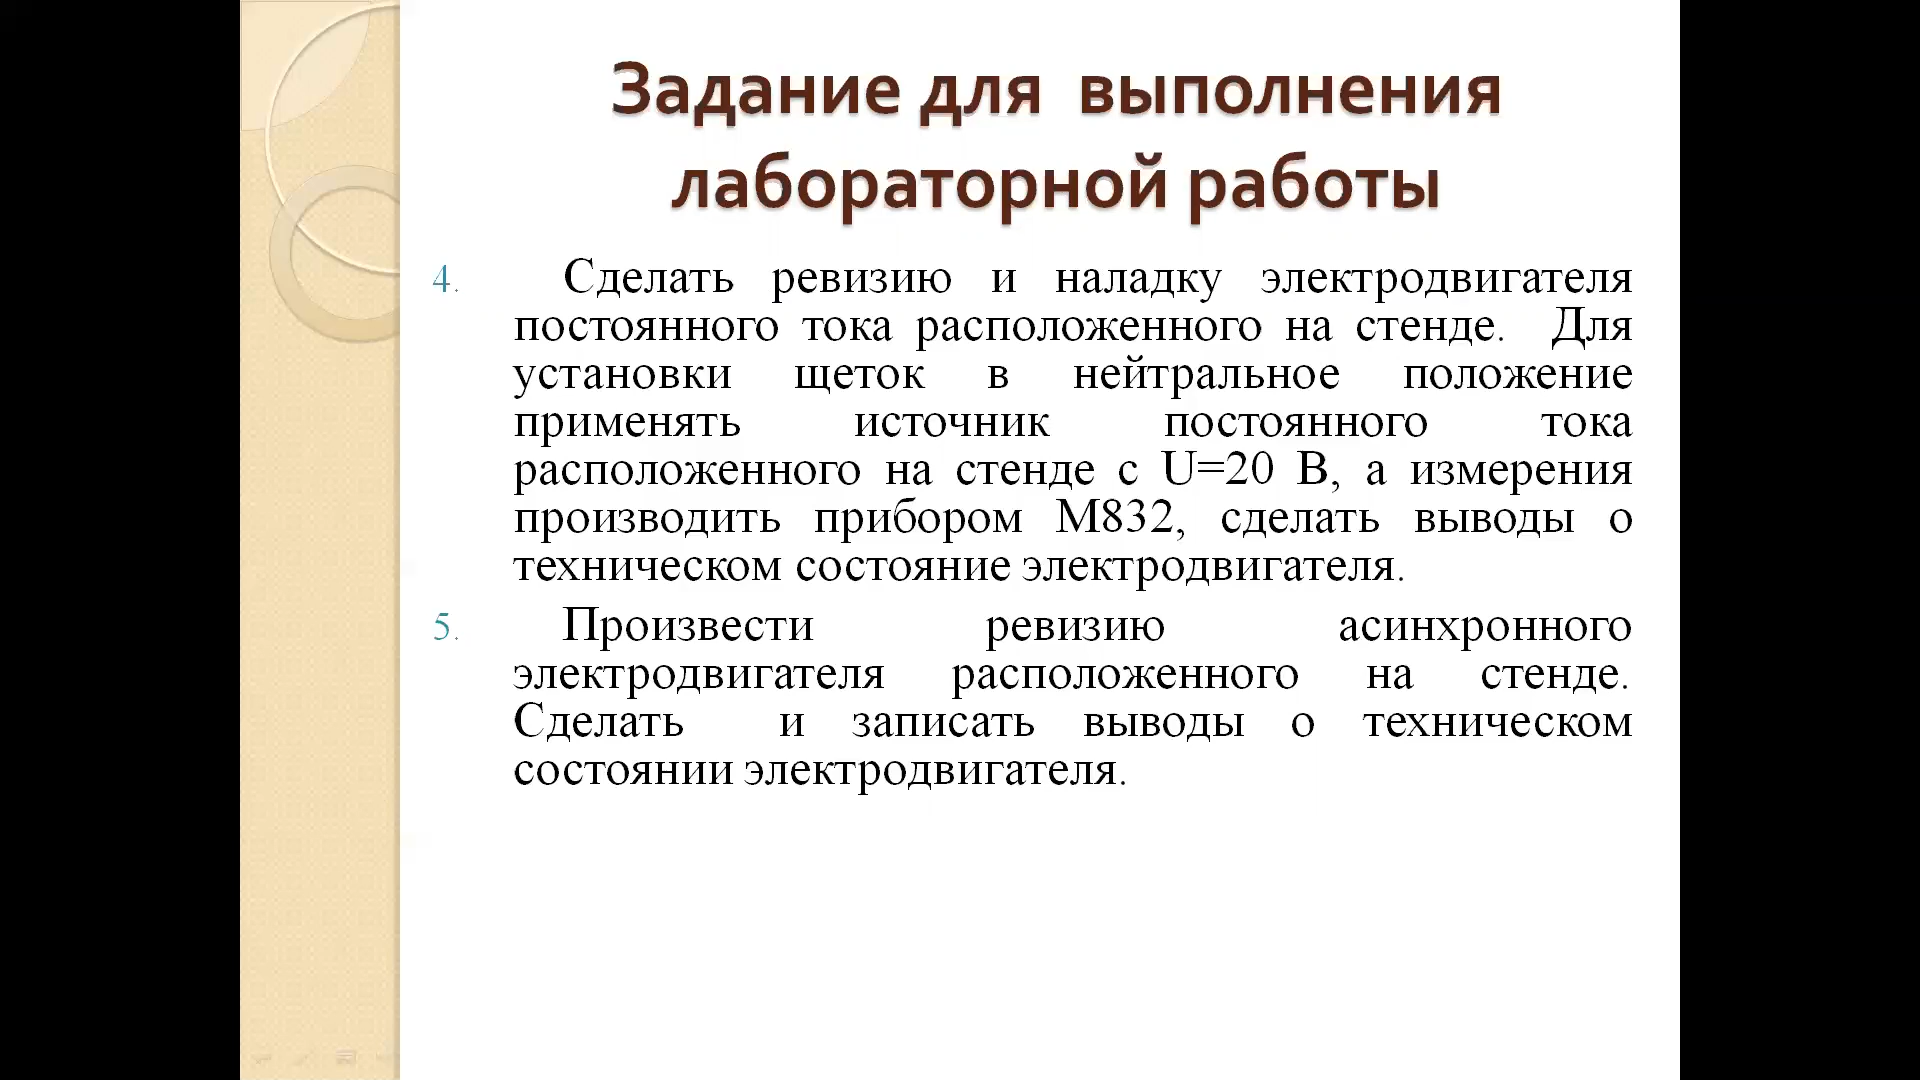 Задание для выполнения
лабораторной работы
4. Сделать ревизию и наладку электродвигателя
постоянного тока расположенного на стенде. Для
установки щеток в нейтральное положение
применять источник постоянного тока
расположенного на стенде с U=20 В, а измерения
производить прибором М832, сделать выводы о
техническом состояние электродвигателя.
5. Произвести ревизию асинхронного
электродвигателя расположенного на стенде.
Сделать и записать выводы о техническом
состоянии электродвигателя.